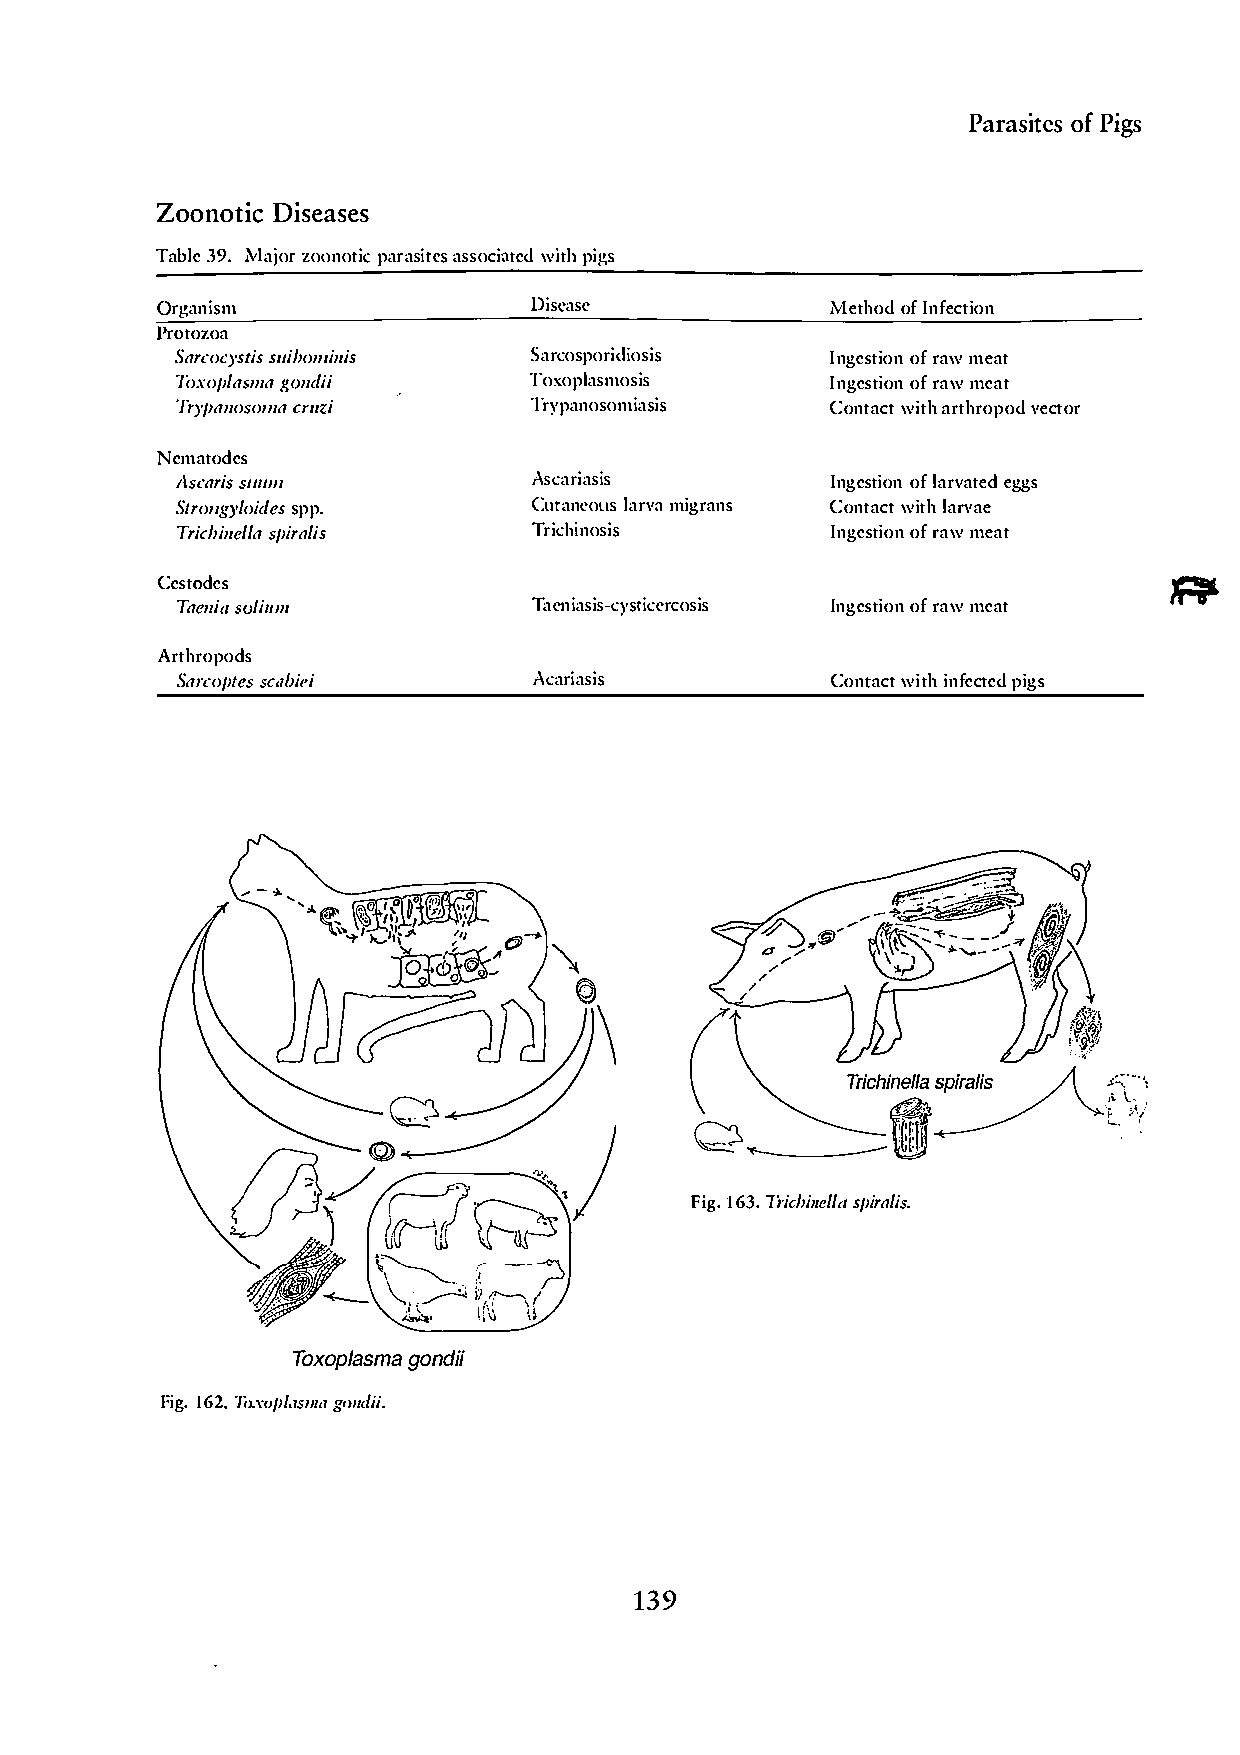 Parasites of Pigs
Zoonotic Diseases
Table 39. Major zoonotic parasites associated with pigs
Organism Disease Method of Infection
Protozoa
Sarcocystis suihominis Sarcosporidiosis Ingestion of raw meat
Toxoplasma gondii Toxoplasmosis Ingestion of raw meat
Trypanosoma cruzi Trypanosomiasis Contact with arthropod vector
Nematodes
Ascaris suum Ascariasis Ingestion of larvated eggs
Strongyloides spp. Cutaneous larva migrans Contact with larvae
Trichinella spiralis Trichinosis Ingestion of raw meat
Cestodes
Taenia solium Taeniasis-cysticercosis Ingestion of raw meat
Arthropods
Sarcoptes scabiei Acariasis Contact with infected pigs
Trichinella spiralis
Fig. 163. Trichinella spiralis.
Toxoplasma gondii
Fig. 162. Toxoplasma gondii.
139